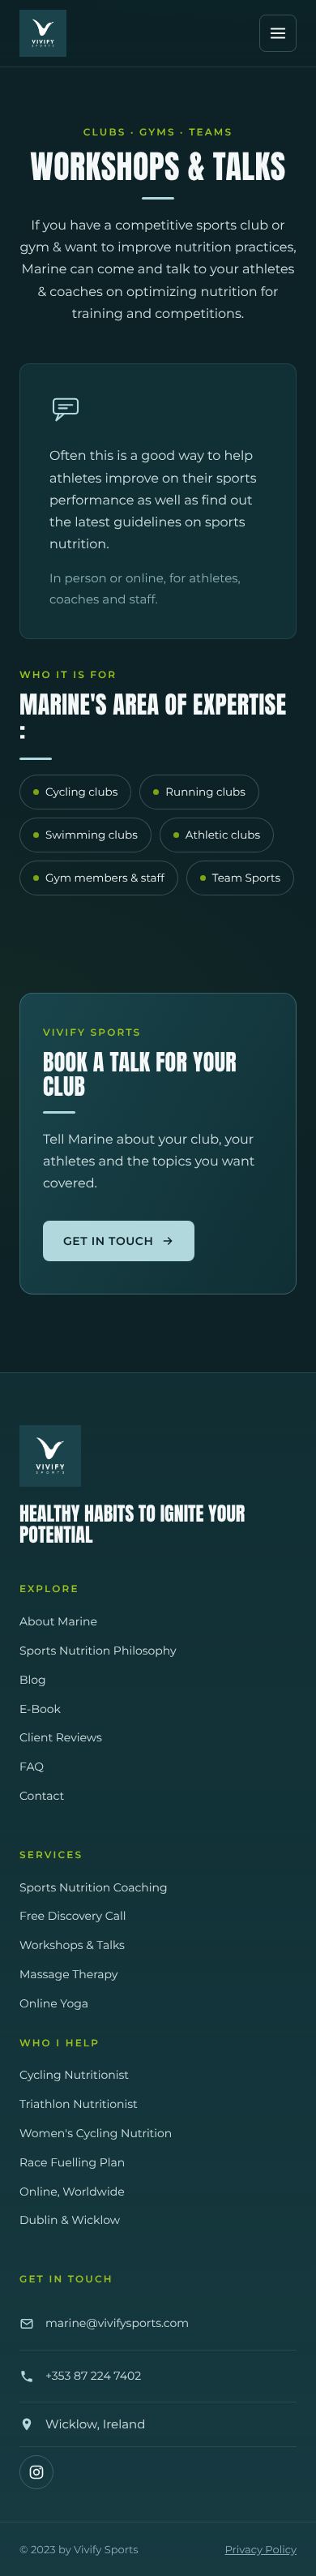 VIVIFY
SPORTS
CLUBS · GYMS · TEAMS
WORKSHOPS & TALKS
If you have a competitive sports club or
gym & want to improve nutrition practices,
Marine can come and talk to your athletes
& coaches on optimizing nutrition for
training and competitions.
Often this is a good way to help
athletes improve on their sports
performance as well as find out
the latest guidelines on sports
nutrition.
In person or online, for athletes,
coaches and staff.
WHO IT IS FOR
MARINE'S AREA OF EXPERTISE
:
Cycling clubs
Running clubs
Swimming clubs
Athletic clubs
Gym members & staff
Team Sports
VIVIFY SPORTS
BOOK A TALK FOR YOUR
CLUB
Tell Marine about your club, your
athletes and the topics you want
covered.
GET IN TOUCH →
VIVIFY
SPORTS
HEALTHY HABITS TO IGNITE YOUR
POTENTIAL
EXPLORE
About Marine
Sports Nutrition Philosophy
Blog
E-Book
Client Reviews
FAQ
Contact
SERVICES
Sports Nutrition Coaching
Free Discovery Call
Workshops & Talks
Massage Therapy
Online Yoga
WHO I HELP
Cycling Nutritionist
Triathlon Nutritionist
Women's Cycling Nutrition
Race Fuelling Plan
Online, Worldwide
Dublin & Wicklow
GET IN TOUCH
marine@vivifysports.com
+353 87 224 7402
Wicklow, Ireland
© 2023 by Vivify Sports
Privacy Policy